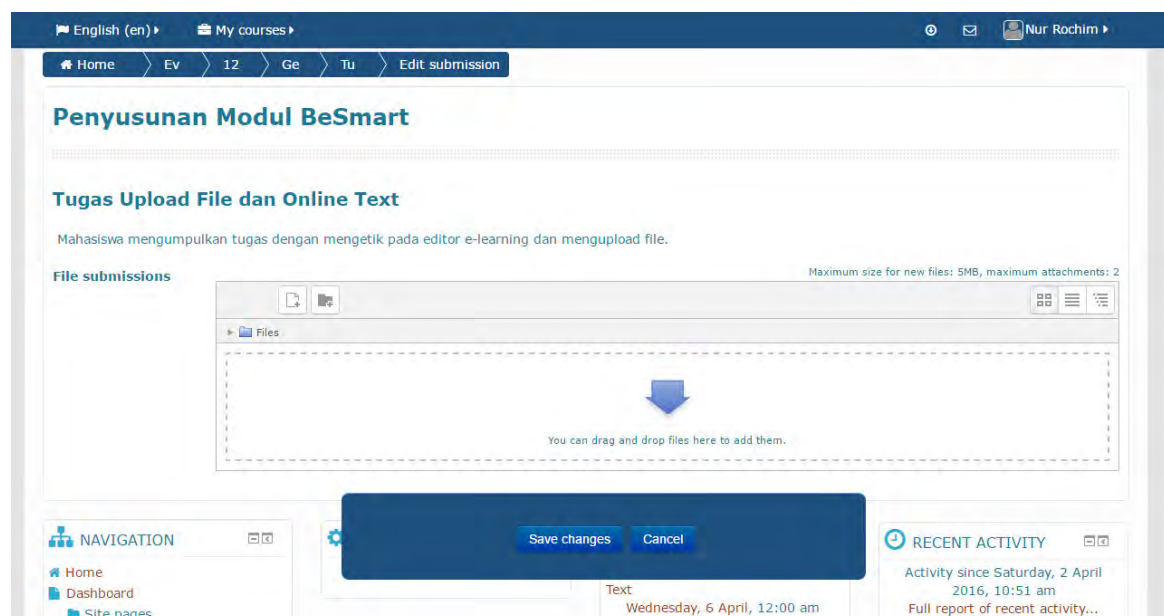 English (en) My courses Nur Rochim
Home Ev 12 Ge Tu Edit submission
Penyusunan Modul BeSmart
Tugas Upload File dan Online Text
Mahasiswa mengumpulkan tugas dengan mengetik pada editor e-learning dan mengupload file.
File submissions
Maximum size for new files: 5MB, maximum attachments: 2
Files
You can drag and drop files here to add them.
Save changes Cancel
NAVIGATION
Home
Dashboard
Site pages
Text
Wednesday, 6 April, 12:00 am
RECENT ACTIVITY
Activity since Saturday, 2 April
2016, 10:51 am
Full report of recent activity...